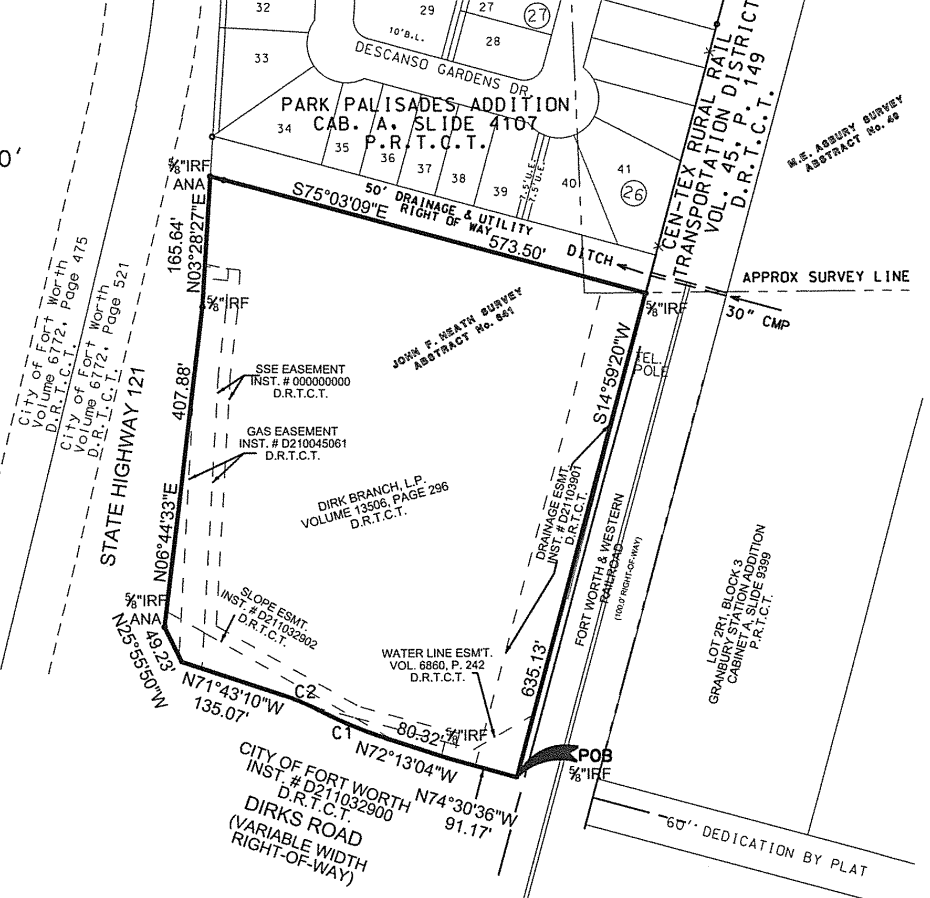 32
33
29
27
27
28
10' B.L.
DESCANSO GARDENS DR.
PARK PALISADES ADDITION
CAB. A, SLIDE 4107
P.R.T.C.T.
34
35
36
37
38
39
40
41
26
7.5' U.E.
7.5' U.E.
CEN-TEX RURAL RAIL
TRANSPORTATION DISTRICT
VOL. 45, P. 149
D.R.T.C.T.
M.E. ASBURY SURVEY
ABSTRACT No. 49
0'
5/8"IRF
ANA
S75°03'09"E
573.50'
50' DRAINAGE & UTILITY
RIGHT OF WAY
DITCH
APPROX SURVEY LINE
30" CMP
5/8"IRF
TEL.
POLE
165.64'
N03°28'27"E
5/8"IRF
City of Fort Worth
Volume 6772, Page 475
D.R.T.C.T.
City of Fort Worth
Volume 6772, Page 521
D.R.T.C.T.
STATE HIGHWAY 121
JOHN F. HEATH SURVEY
ABSTRACT No. 641
S14°59'20"W
635.13'
SSE EASEMENT
INST. # 000000000
D.R.T.C.T.
407.88'
N06°44'33"E
GAS EASEMENT
INST. # D210045061
D.R.T.C.T.
DIRK BRANCH, L.P.
VOLUME 13506, PAGE 296
D.R.T.C.T.
DRAINAGE ESMT.
INST. # D211103901
D.R.T.C.T.
FORT WORTH & WESTERN
RAILROAD
(100.0' RIGHT-OF-WAY)
LOT 2R1, BLOCK 3
GRANBURY STATION ADDITION
CABINET A, SLIDE 9399
P.R.T.C.T.
5/8"IRF
ANA
49.23'
N25°55'50"W
SLOPE ESMT.
INST. # D211032902
D.R.T.C.T.
WATER LINE ESM'T.
VOL. 6860, P. 242
D.R.T.C.T.
N71°43'10"W
135.07'
C2
C1
80.32'
5/8"IRF
N72°13'04"W
N74°30'36"W
91.17'
POB
5/8"IRF
CITY OF FORT WORTH
INST. # D211032900
D.R.T.C.T.
DIRKS ROAD
(VARIABLE WIDTH
RIGHT-OF-WAY)
60' DEDICATION BY PLAT